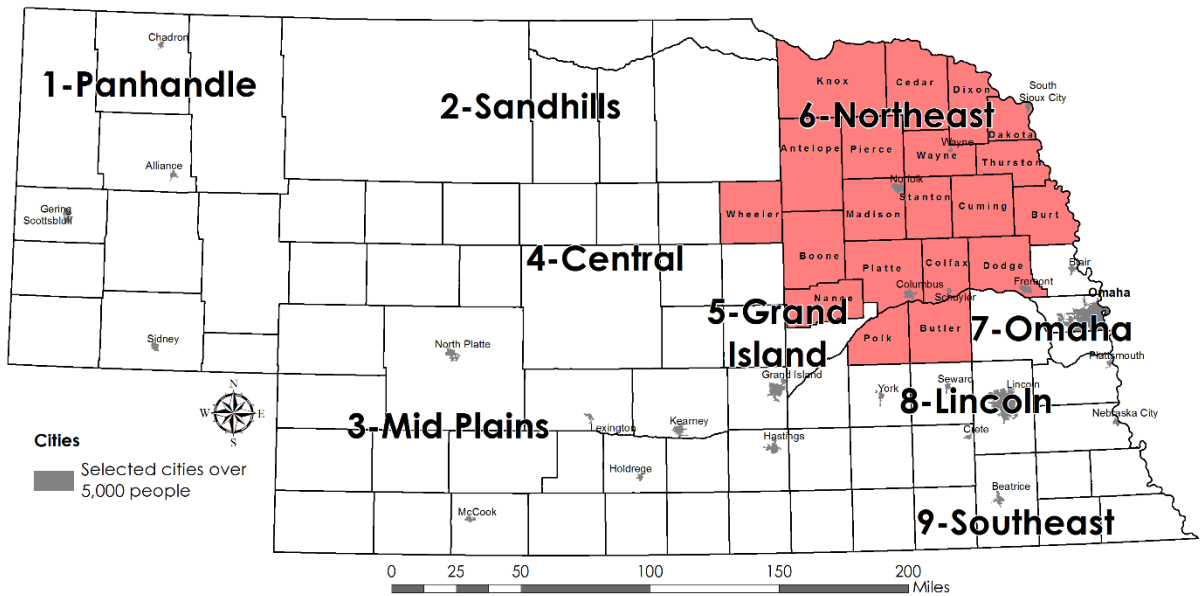 Chadron
1-Panhandle
2-Sandhills
Knox
Cedar
Dixon
South
Sioux City
6-Northeast
Dakota
Antelope
Pierce
Wayne
Wayne
Thurston
Alliance
Norfolk
Stanton
Cuming
Burt
Gering
Scottsbluff
Wheeler
Madison
4-Central
Boone
Platte
Colfax
Dodge
Blair
Columbus
Schuyler
Fremont
Omaha
Nance
5-Grand
Island
Polk
Butler
7-Omaha
Plattsmouth
Sidney
North Platte
Grand Island
York
Seward
Lincoln
8-Lincoln
Nebraska City
N
W
E
S
3-Mid Plains
Lexington
Kearney
Hastings
Crete
Cities
Selected cities over
5,000 people
Holdrege
Beatrice
McCook
9-Southeast
0
25
50
100
150
200
Miles